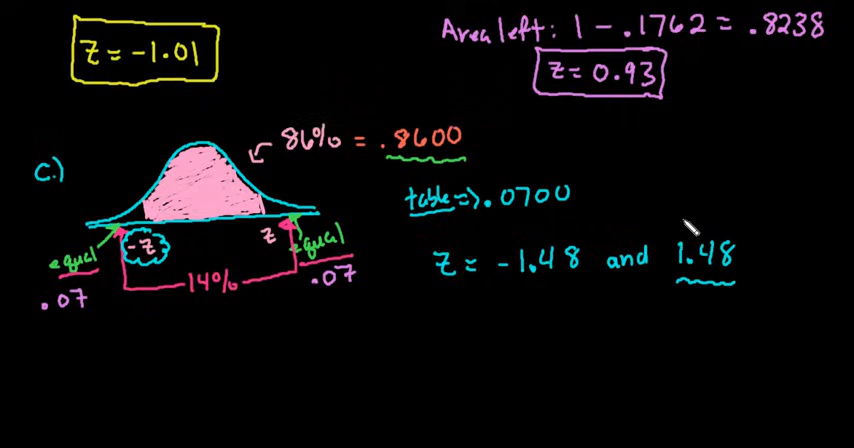 Area left: 1 - .1762 = .8238
z = -1.01
z = 0.93
86% = .8600
c.)
table => .0700
equal
-z
z
equal
z = -1.48 and 1.48
14%
.07
.07